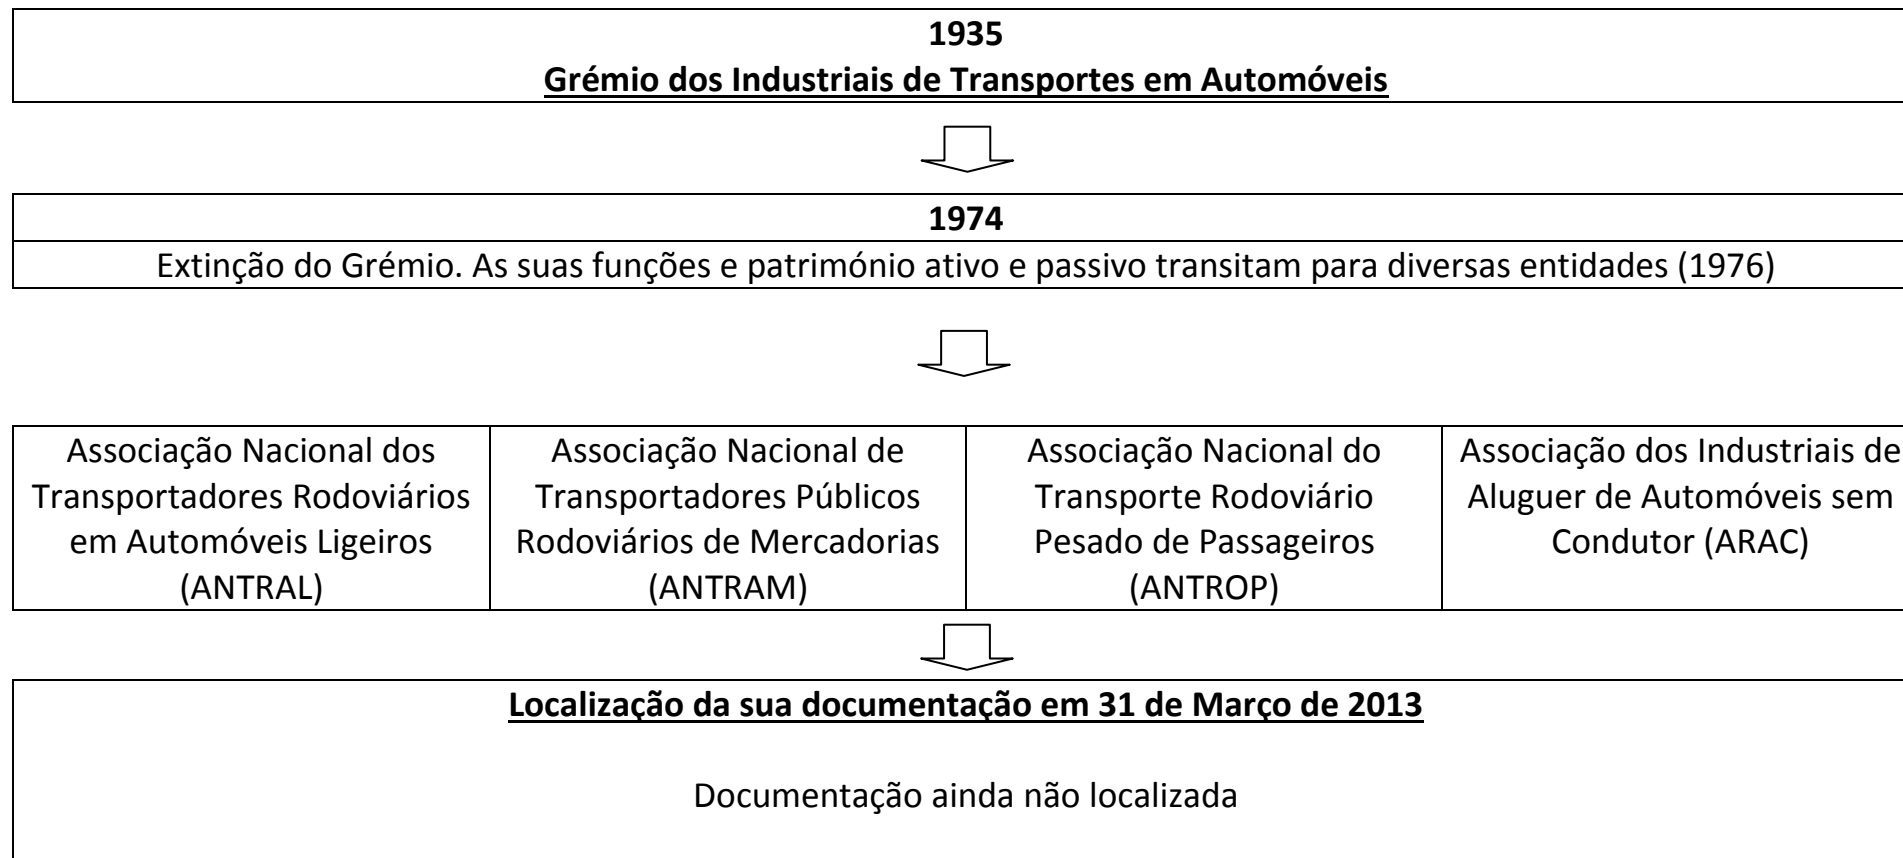 1935
Grémio dos Industriais de Transportes em Automóveis
1974
Extinção do Grémio. As suas funções e património ativo e passivo transitam para diversas entidades (1976)
Associação Nacional dos
Transportadores Rodoviários
em Automóveis Ligeiros
(ANTRAL)
Associação Nacional de
Transportadores Públicos
Rodoviários de Mercadorias
(ANTRAM)
Associação Nacional do
Transporte Rodoviário
Pesado de Passageiros
(ANTROP)
Associação dos Industriais de
Aluguer de Automóveis sem
Condutor (ARAC)
Localização da sua documentação em 31 de Março de 2013
Documentação ainda não localizada